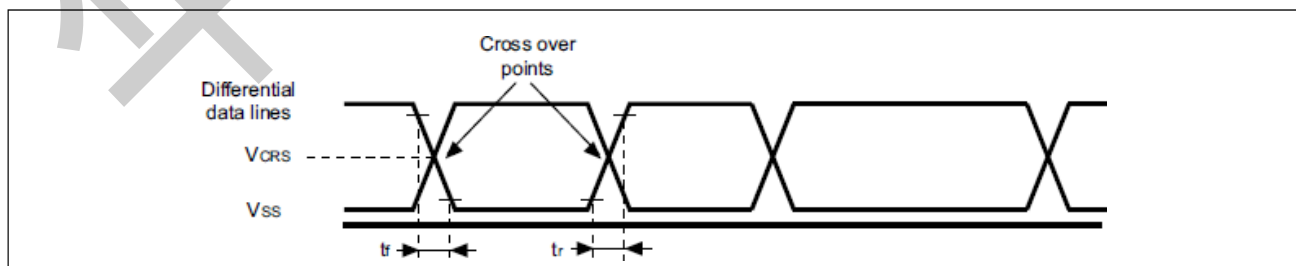 Cross over
points
Differential
data lines
VCRS
VSS
tf
tr